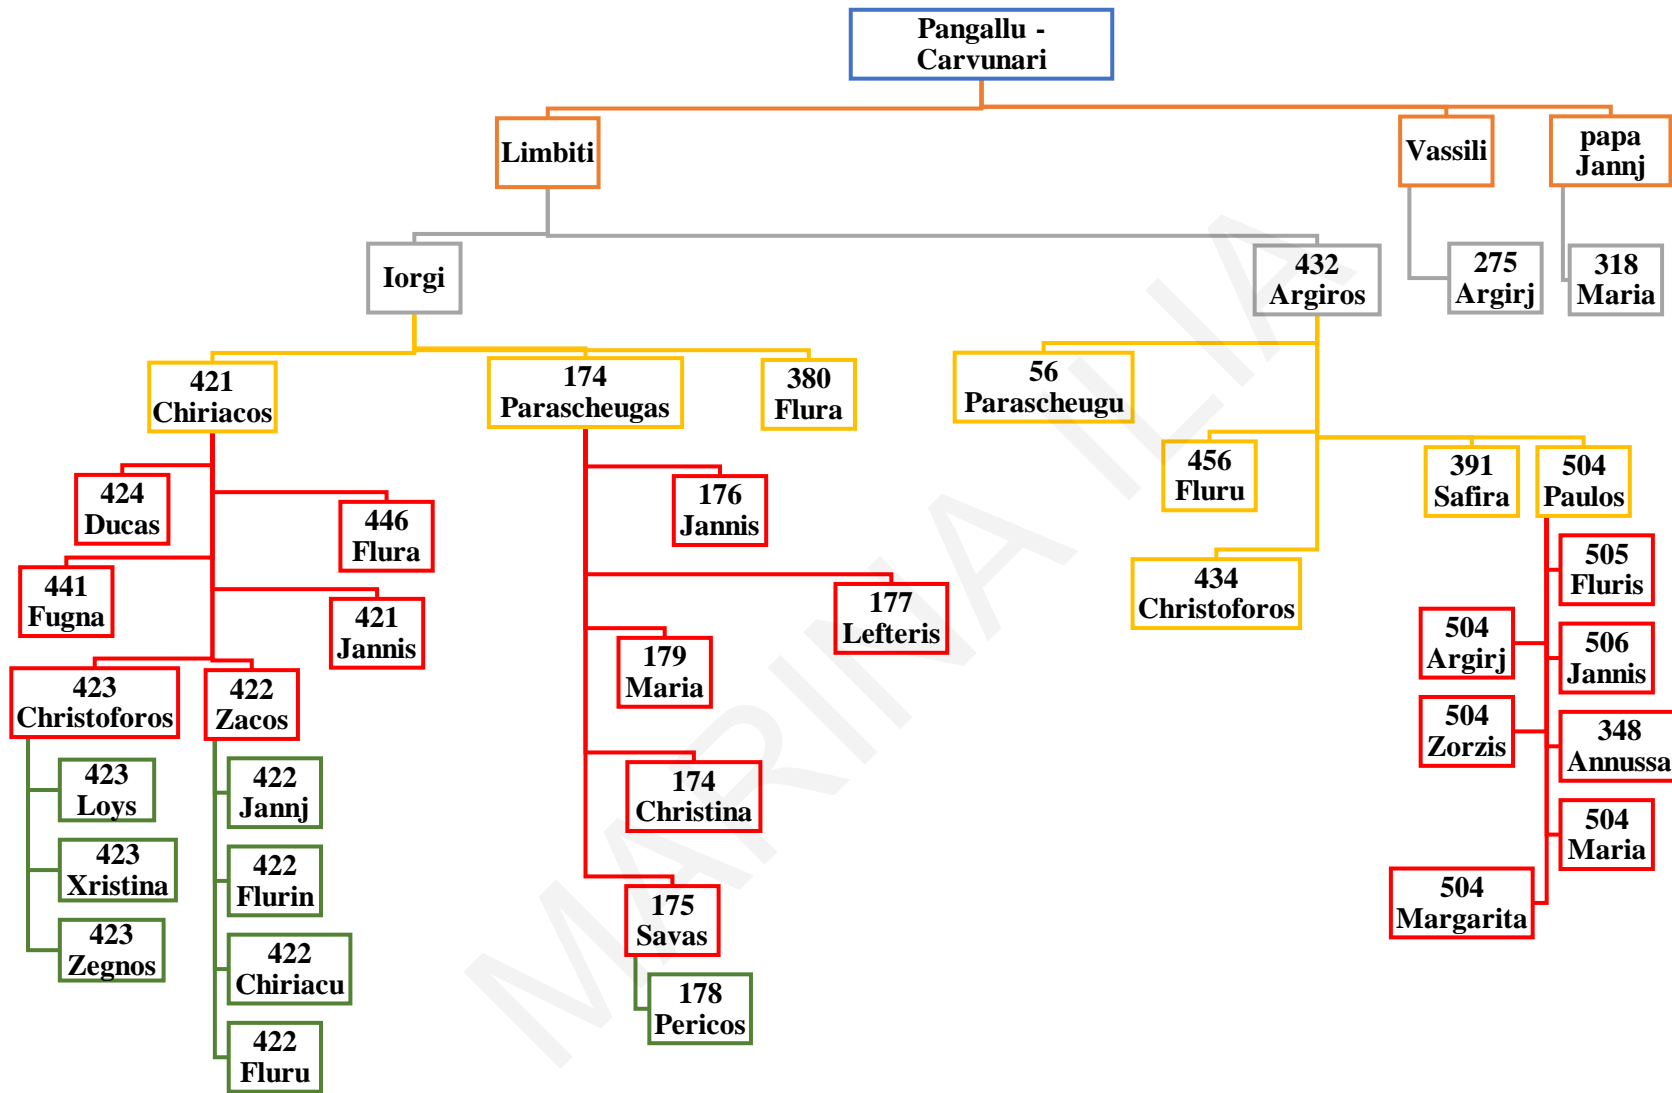 Pangallu -
Carvunari
Limbiti
Vassili
papa
Jannj
Iorgi
432
Argiros
275
Argirj
318
Maria
421
Chiriacos
174
Parascheugas
380
Flura
56
Parascheugu
456
Fluru
391
Safira
504
Paulos
434
Christoforos
424
Ducas
446
Flura
441
Fugna
421
Jannis
423
Christoforos
422
Zacos
423
Loys
423
Xristina
423
Zegnos
422
Jannj
422
Flurin
422
Chiriacu
422
Fluru
176
Jannis
177
Lefteris
179
Maria
174
Christina
175
Savas
178
Pericos
505
Fluris
504
Argirj
506
Jannis
504
Zorzis
348
Annussa
504
Maria
504
Margarita
MARINA ILIA